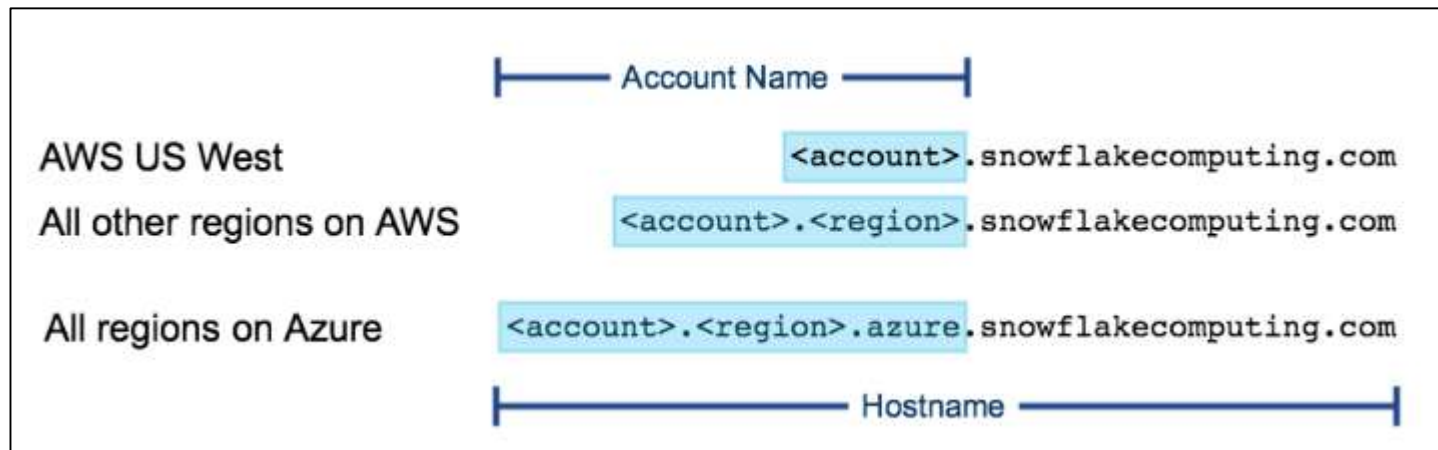 Account Name
AWS US West <account>.snowflakecomputing.com
All other regions on AWS <account>.<region>.snowflakecomputing.com
All regions on Azure <account>.<region>.azure.snowflakecomputing.com
Hostname